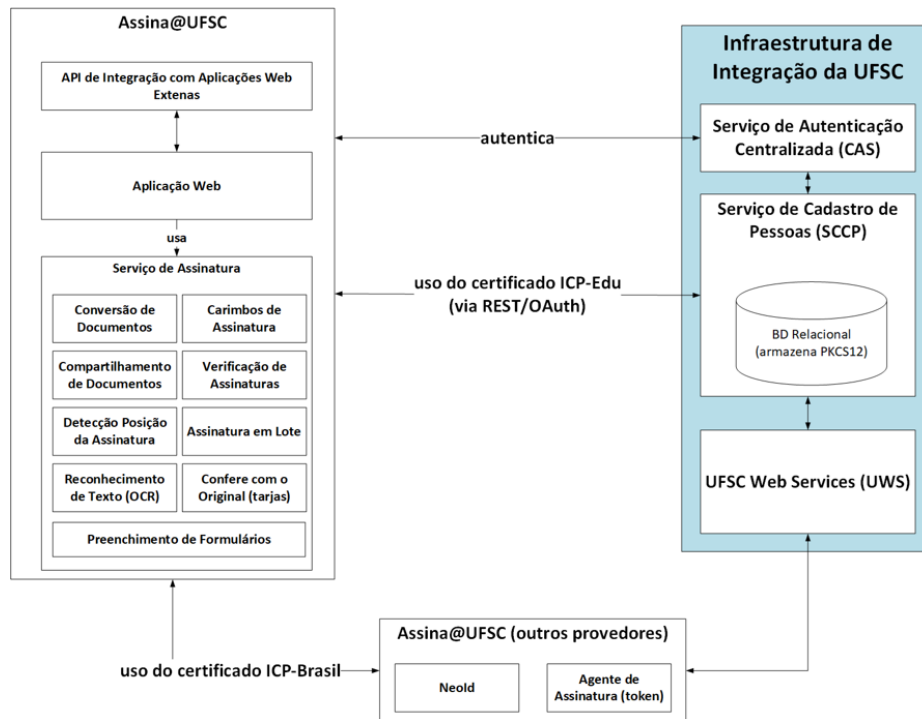 Assina@UFSC
API de Integração com Aplicações Web
Extenas
Aplicação Web
usa
Serviço de Assinatura
Conversão de
Documentos
Carimbos de
Assinatura
Compartilhamento
de Documentos
Verificação de
Assinaturas
Detecção Posição
da Assinatura
Assinatura em Lote
Reconhecimento
de Texto (OCR)
Confere com o
Original (tarjas)
Preenchimento de Formulários
autentica
uso do certificado ICP-Edu
(via REST/OAuth)
Infraestrutura de
Integração da UFSC
Serviço de Autenticação
Centralizada (CAS)
Serviço de Cadastro de
Pessoas (SCCP)
BD Relacional
(armazena PKCS12)
UFSC Web Services (UWS)
uso do certificado ICP-Brasil
Assina@UFSC (outros provedores)
NeoId
Agente de
Assinatura (token)